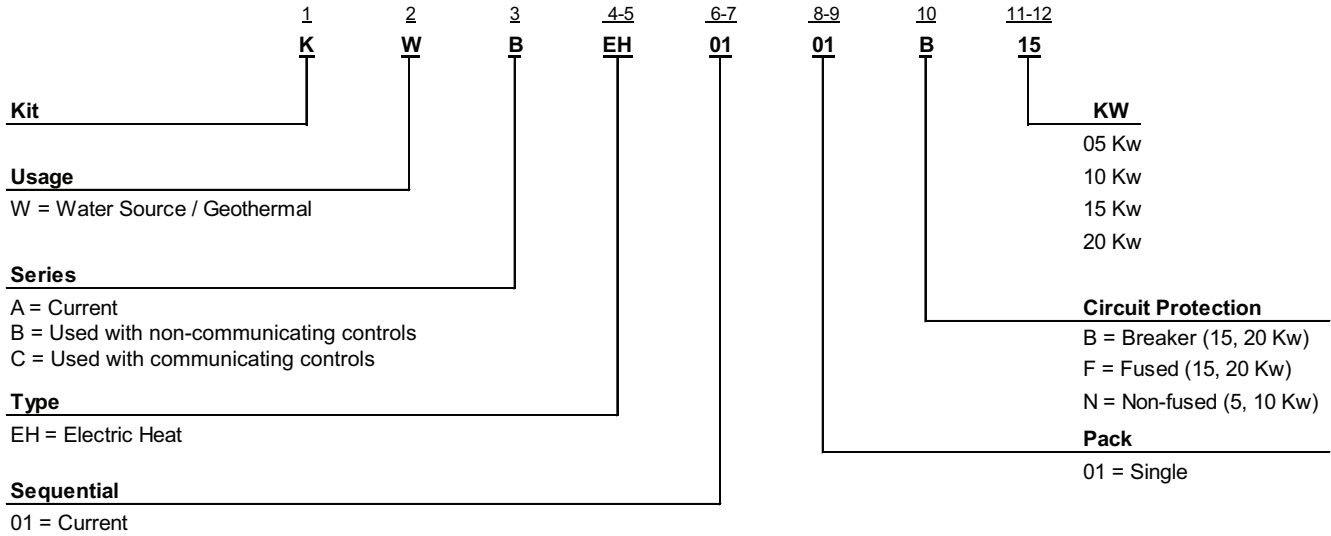 1 2 3 4-5 6-7 8-9 10 11-12
K W B EH 01 01 B 15
Kit
Usage
W = Water Source / Geothermal
Series
A = Current
B = Used with non-communicating controls
C = Used with communicating controls
Type
EH = Electric Heat
Sequential
01 = Current
KW
05 Kw
10 Kw
15 Kw
20 Kw
Circuit Protection
B = Breaker (15, 20 Kw)
F = Fused (15, 20 Kw)
N = Non-fused (5, 10 Kw)
Pack
01 = Single